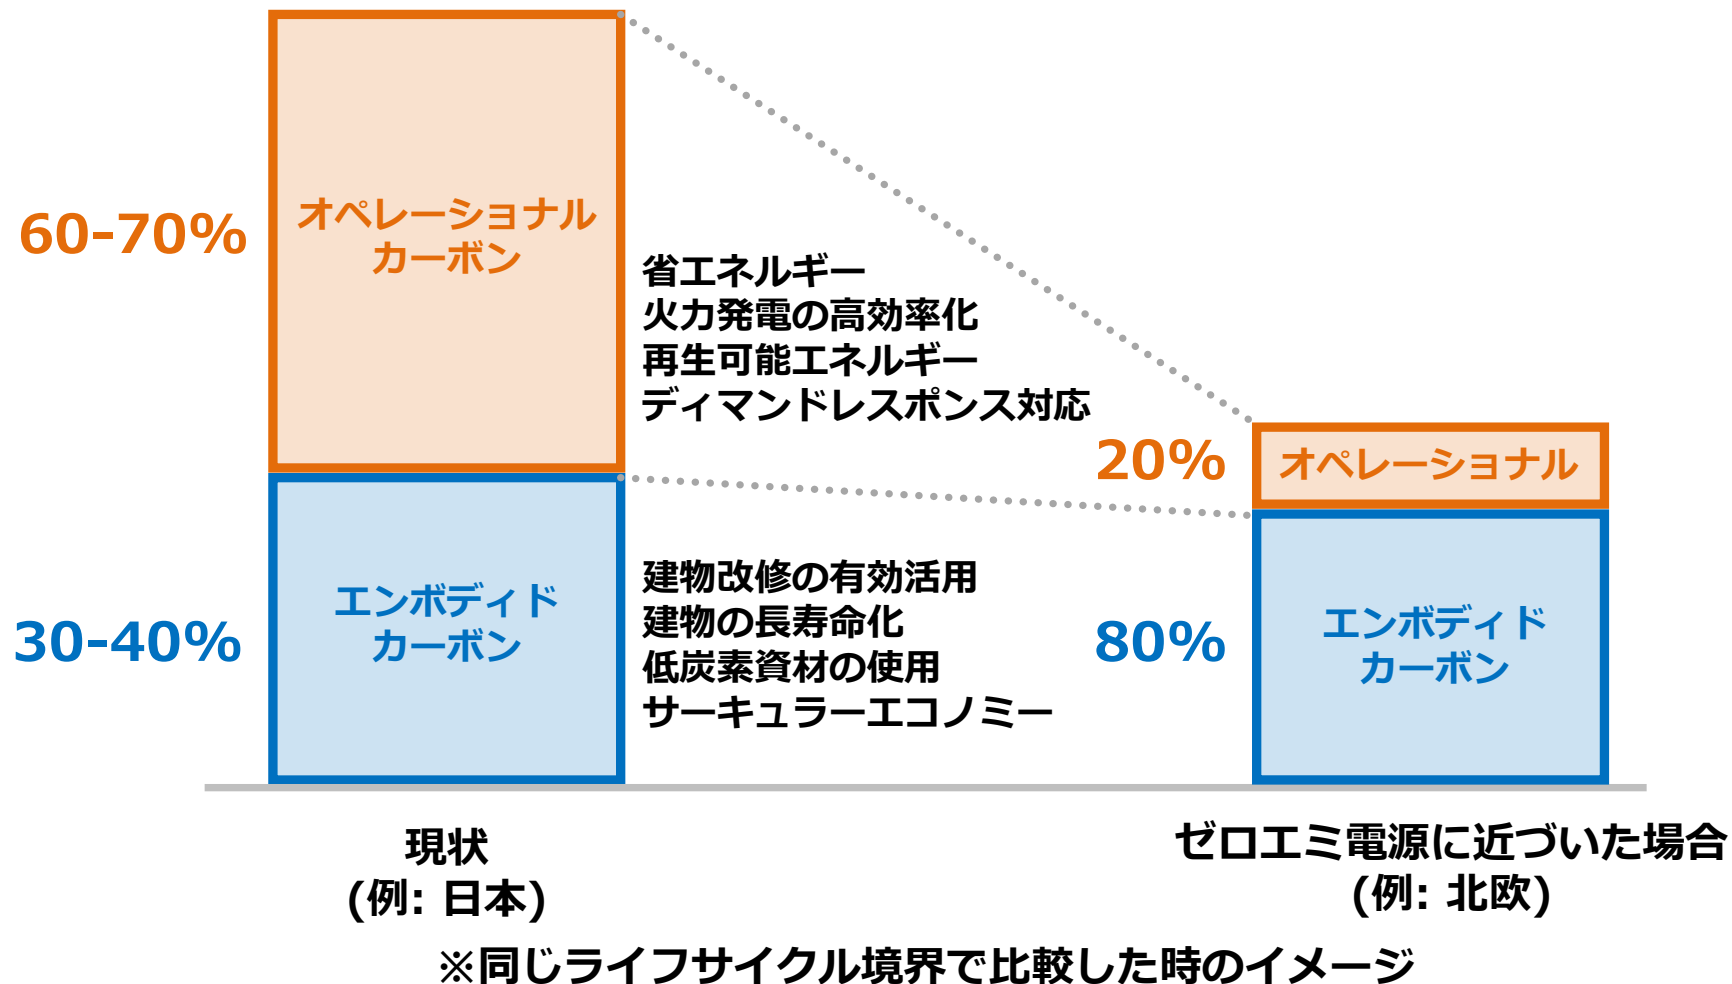 60-70%
オペレーショナル
カーボン
省エネルギー
火力発電の高効率化
再生可能エネルギー
ディマンドレスポンス対応
20%
オペレーショナル
30-40%
エンボディド
カーボン
建物改修の有効活用
建物の長寿命化
低炭素資材の使用
サーキュラーエコノミー
80%
エンボディド
カーボン
現状
(例: 日本)
ゼロエミ電源に近づいた場合
(例: 北欧)
※同じライフサイクル境界で比較した時のイメージ